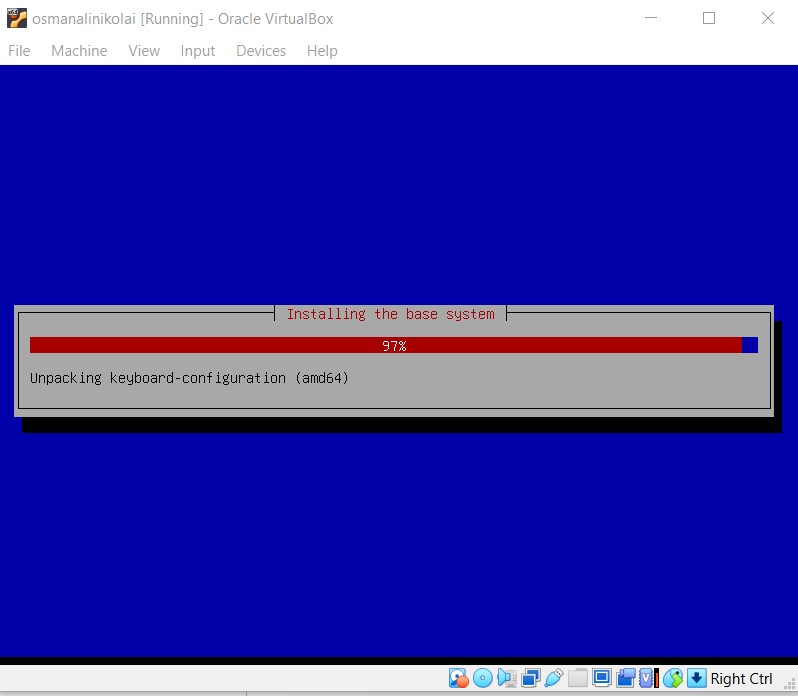 osmanalinikolai [Running] - Oracle VirtualBox
File Machine View Input Devices Help
Installing the base system
97%
Unpacking keyboard-configuration (amd64)
Right Ctrl